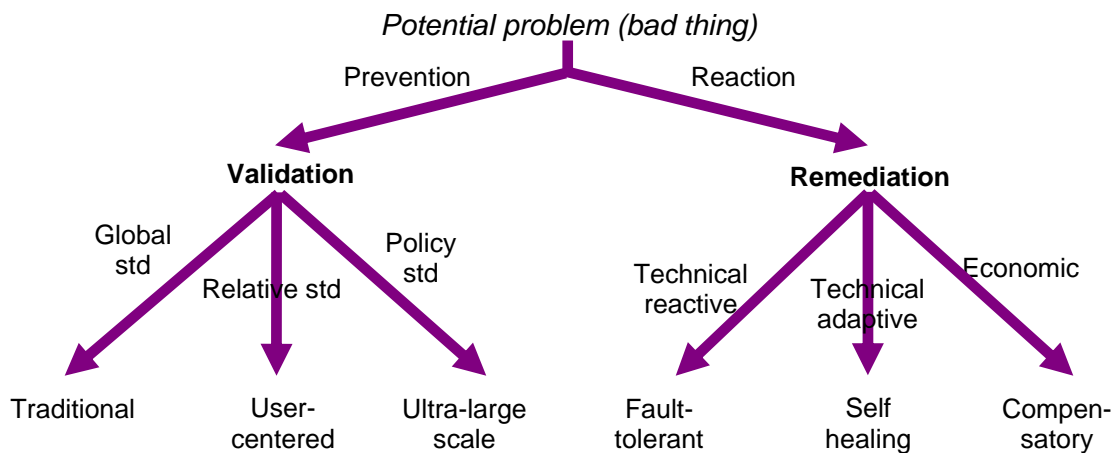 Potential problem (bad thing)
Prevention
Reaction
Validation
Remediation
Global
std
Relative std
Policy
std
Technical
reactive
Technical
adaptive
Economic
Traditional
User-
centered
Ultra-large
scale
Fault-
tolerant
Self
healing
Compen-
satory